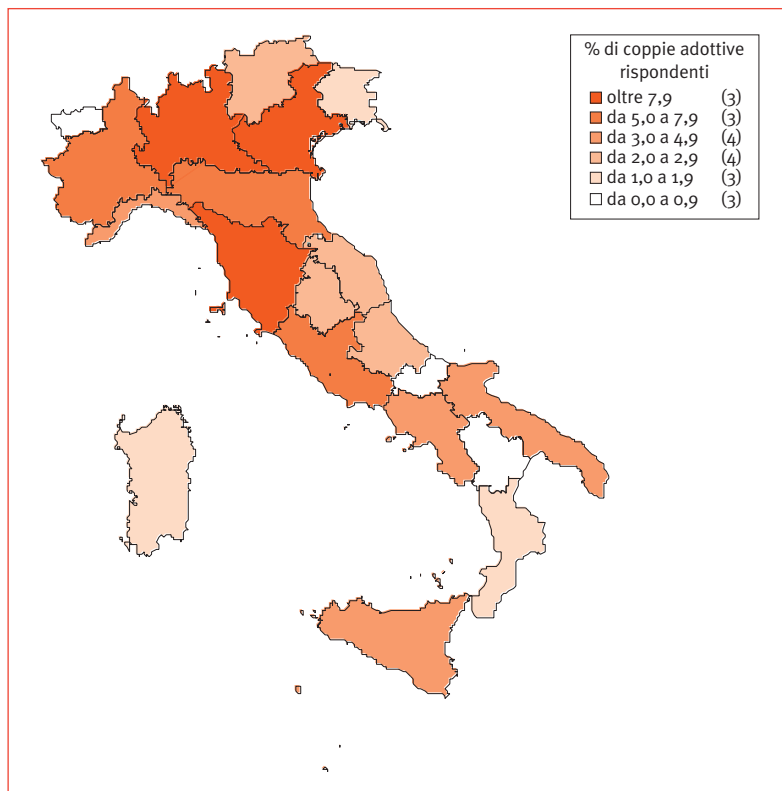 % di coppie adottive
rispondenti
oltre 7,9 (3)
da 5,0 a 7,9 (3)
da 3,0 a 4,9 (4)
da 2,0 a 2,9 (4)
da 1,0 a 1,9 (3)
da 0,0 a 0,9 (3)